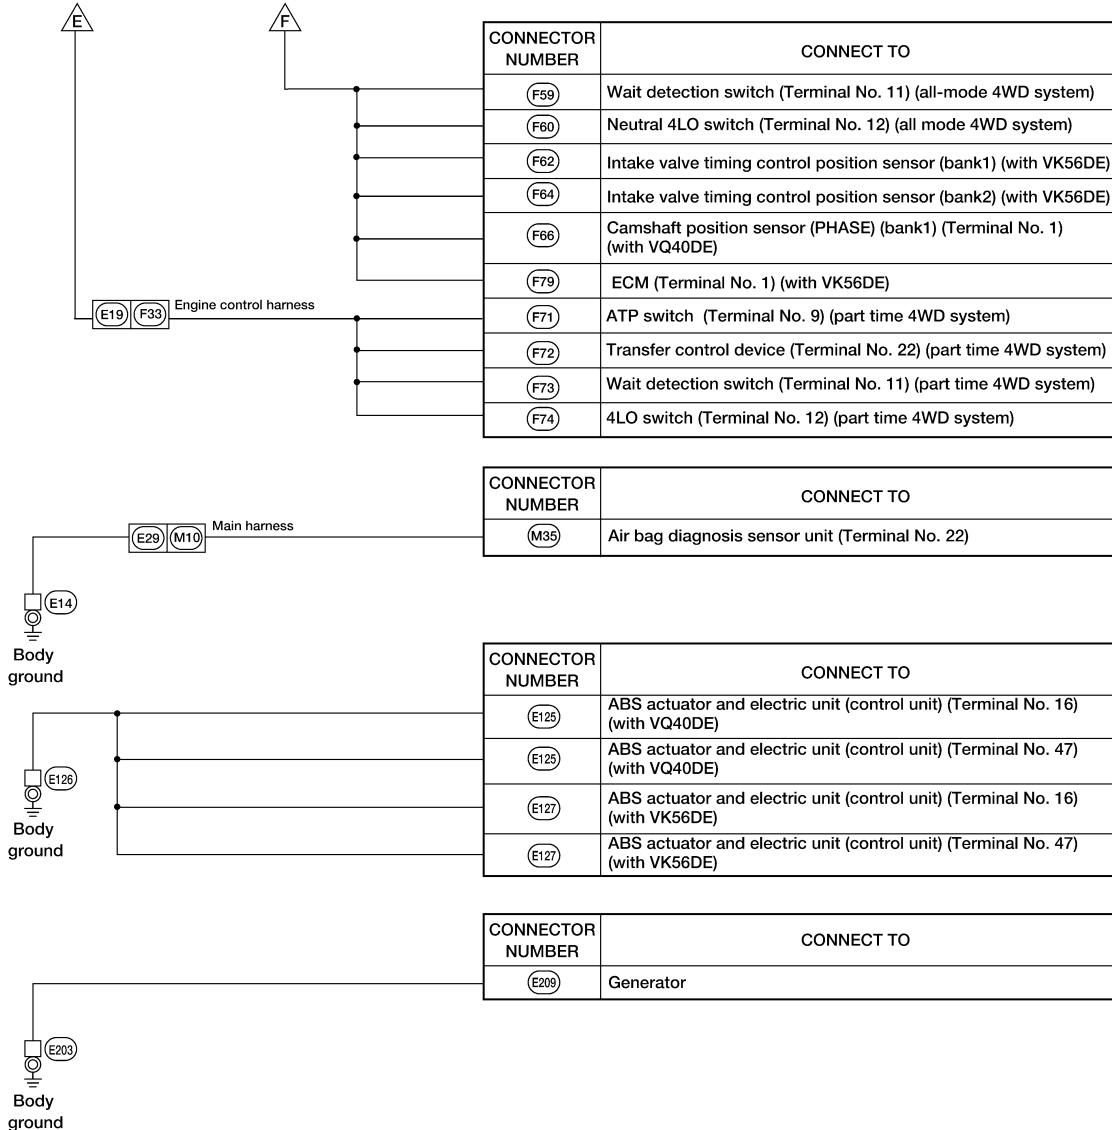 E
F
CONNECTOR NUMBER
CONNECT TO
F59
Wait detection switch (Terminal No. 11) (all-mode 4WD system)
F60
Neutral 4LO switch (Terminal No. 12) (all mode 4WD system)
F62
Intake valve timing control position sensor (bank1) (with VK56DE)
F64
Intake valve timing control position sensor (bank2) (with VK56DE)
F66
Camshaft position sensor (PHASE) (bank1) (Terminal No. 1)
(with VQ40DE)
F79
ECM (Terminal No. 1) (with VK56DE)
E19
F33
Engine control harness
F71
ATP switch (Terminal No. 9) (part time 4WD system)
F72
Transfer control device (Terminal No. 22) (part time 4WD system)
F73
Wait detection switch (Terminal No. 11) (part time 4WD system)
F74
4LO switch (Terminal No. 12) (part time 4WD system)
CONNECTOR
NUMBER
CONNECT TO
E29
M10
Main harness
M35
Air bag diagnosis sensor unit (Terminal No. 22)
E14
Body
ground
CONNECTOR
NUMBER
CONNECT TO
E125
ABS actuator and electric unit (control unit) (Terminal No. 16)
(with VQ40DE)
E125
ABS actuator and electric unit (control unit) (Terminal No. 47)
(with VQ40DE)
E126
Body
ground
E127
ABS actuator and electric unit (control unit) (Terminal No. 16)
(with VK56DE)
E127
ABS actuator and electric unit (control unit) (Terminal No. 47)
(with VK56DE)
CONNECTOR
NUMBER
CONNECT TO
E209
Generator
E203
Body
ground